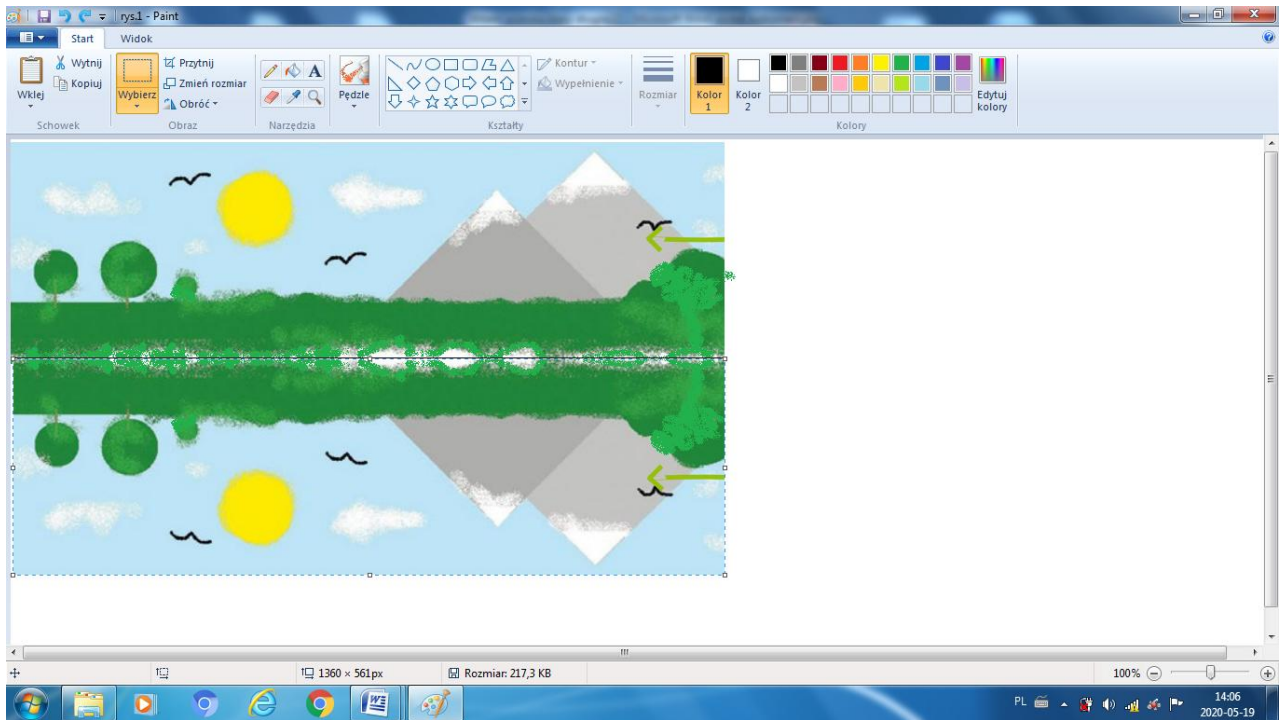 rys.1 - Paint
Start Widok
Wklej
Wytnij
Kopiuj
Schowek
Wybierz
Przytnij
Zmień rozmiar
Obróć
Obraz
A
Narzędzia
Pędzle
Kontur
Wypełnienie
Kształty
Rozmiar
Kolor
1
Kolor
2
Edytuj
kolory
Kolory
1360 × 561px
Rozmiar: 217,3 KB
100%
PL
14:06
2020-05-19